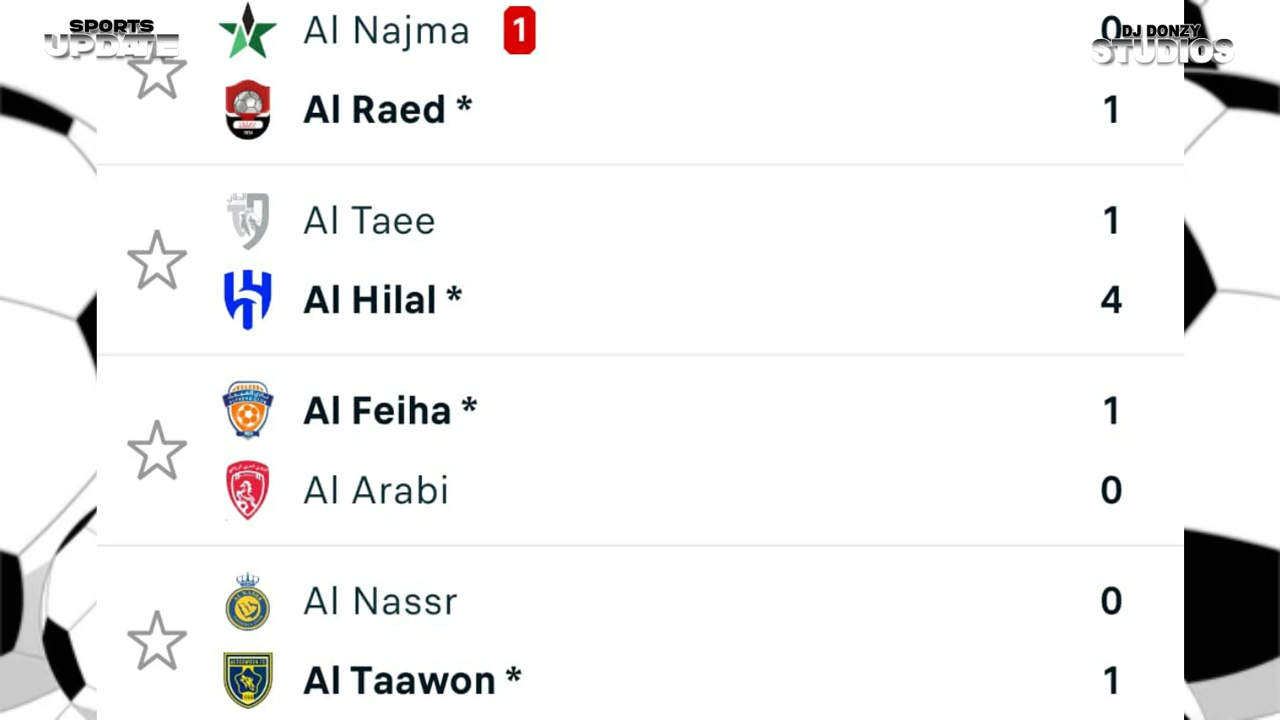 SPORTS
UPDATE
DJ DONZY
STUDIOS
Al Najma 1 0
Al Raed * 1
Al Taee 1
Al Hilal * 4
Al Feiha * 1
Al Arabi 0
Al Nassr 0
Al Taawon * 1